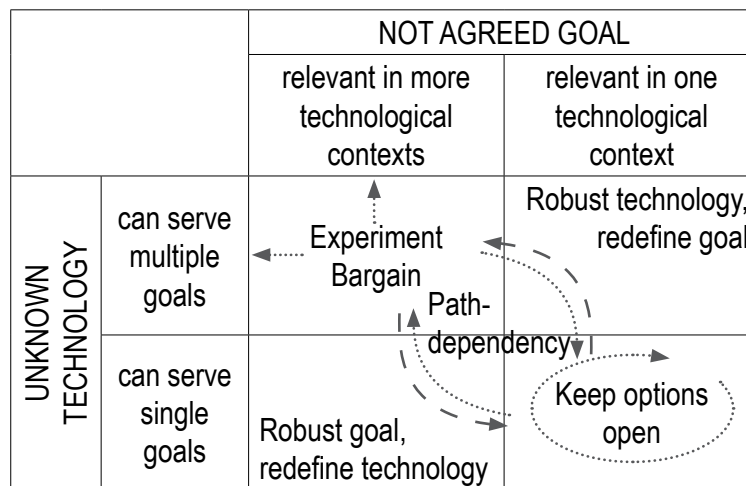 NOT AGREED GOAL
relevant in more
technological
contexts
relevant in one
technological
context
UNKNOWN
TECHNOLOGY
can serve
multiple
goals
Experiment
Bargain
Robust technology,
redefine goal
Path-
dependency
can serve
single
goals
Robust goal,
redefine technology
Keep options
open